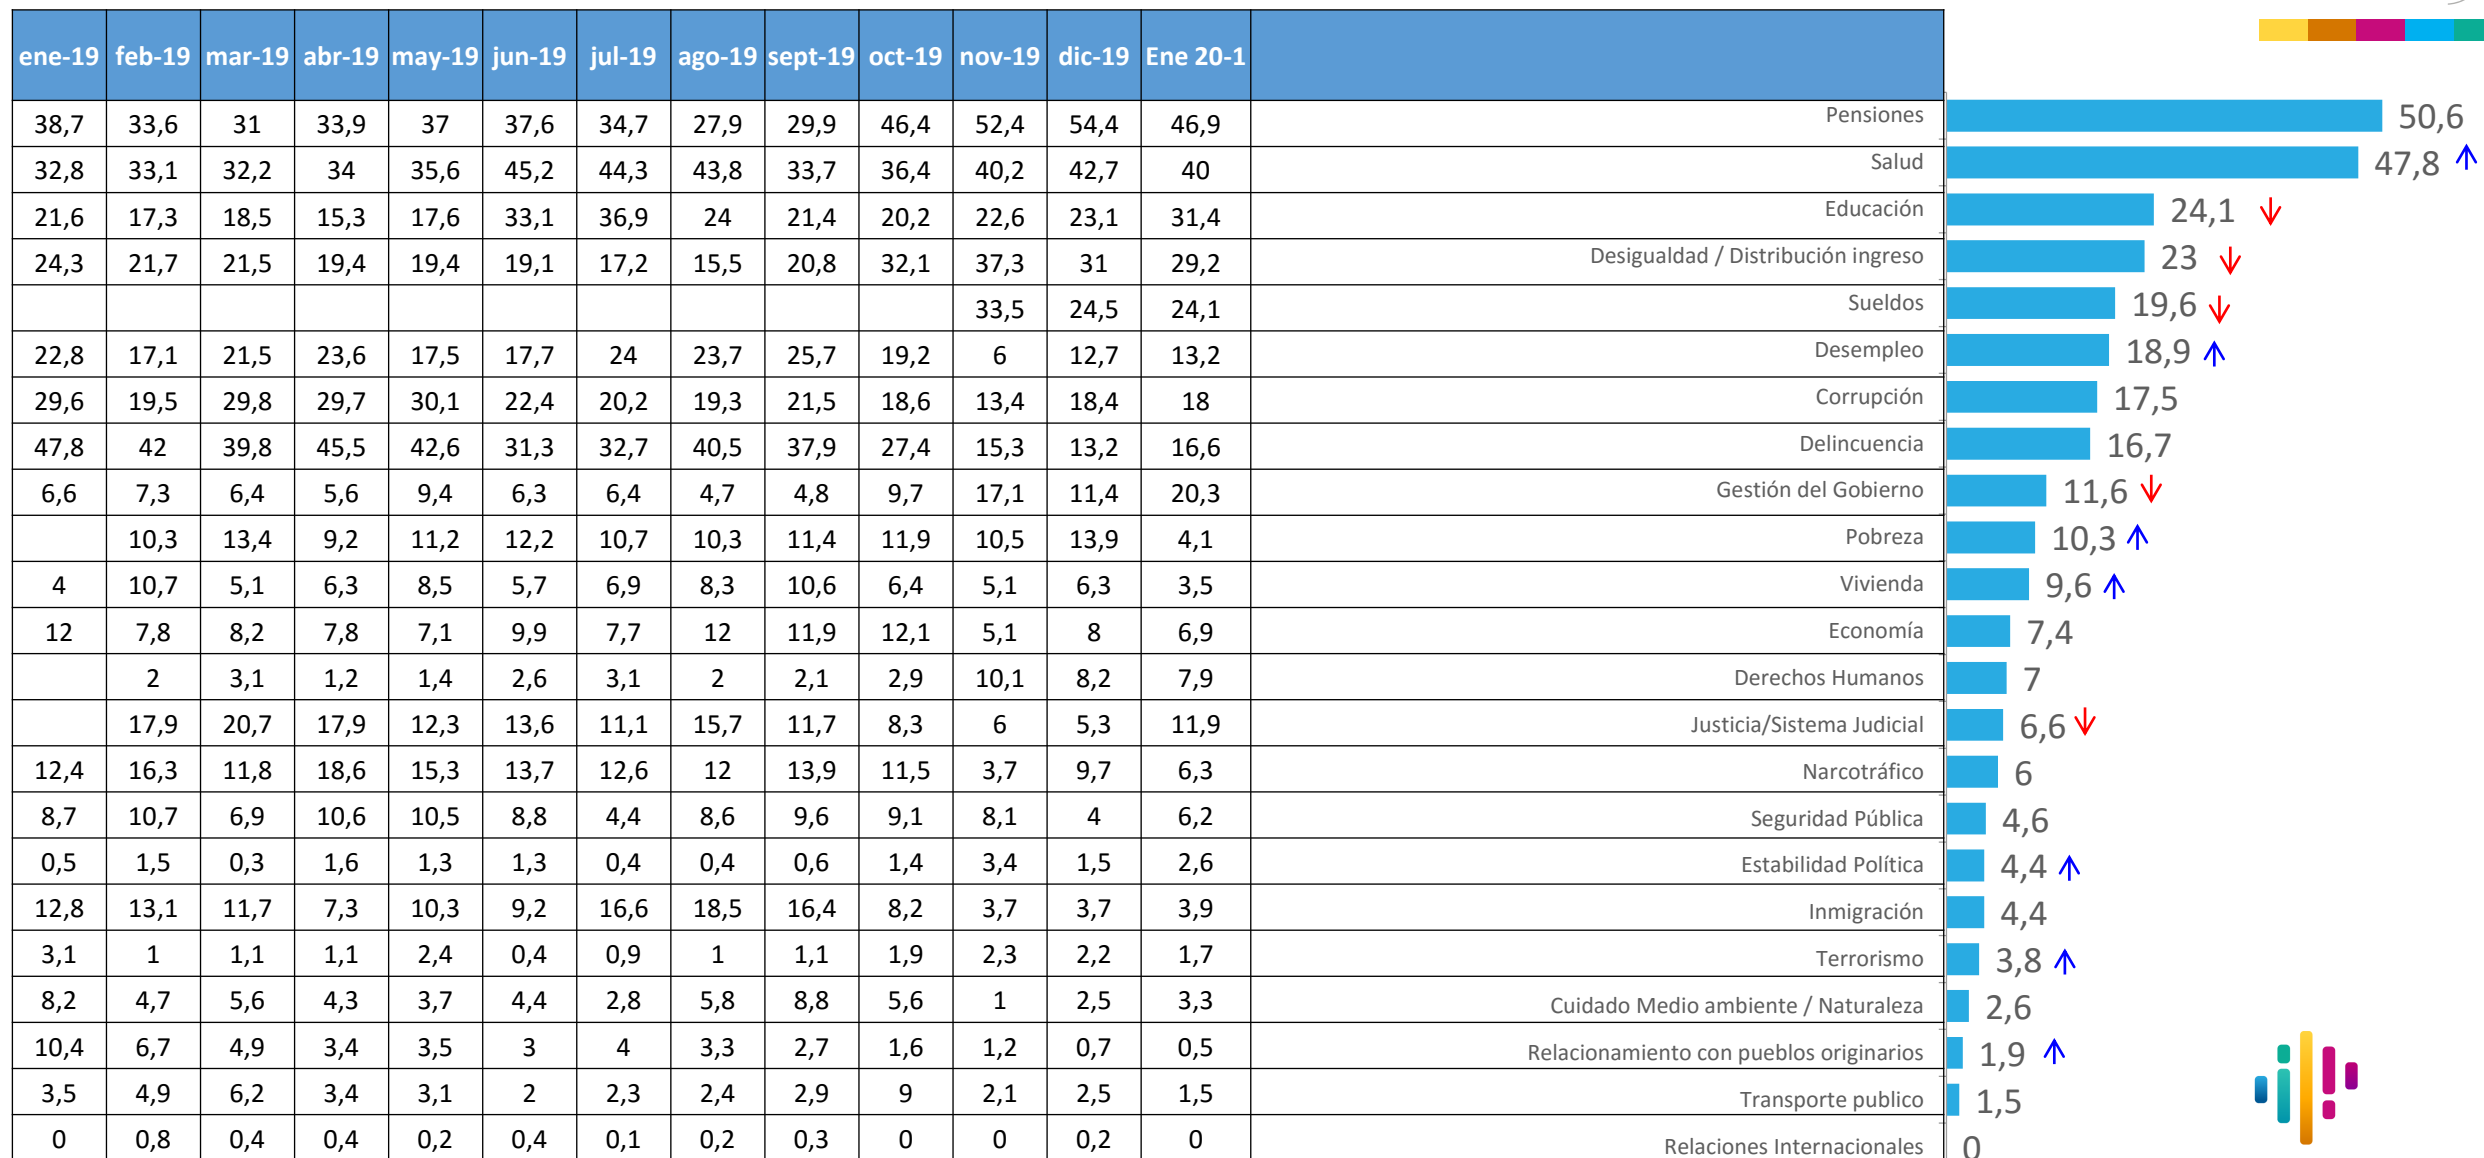 ene-19 feb-19 mar-19 abr-19 may-19 jun-19 jul-19 ago-19 sept-19 oct-19 nov-19 dic-19 Ene 20-1
38,7 33,6 31 33,9 37 37,6 34,7 27,9 29,9 46,4 52,4 54,4 46,9 Pensiones 50,6
32,8 33,1 32,2 34 35,6 45,2 44,3 43,8 33,7 36,4 40,2 42,7 40 Salud 47,8
21,6 17,3 18,5 15,3 17,6 33,1 36,9 24 21,4 20,2 22,6 23,1 31,4 Educación 24,1
24,3 21,7 21,5 19,4 19,4 19,1 17,2 15,5 20,8 32,1 37,3 31 29,2 Desigualdad / Distribución ingreso 23
33,5 24,5 24,1 Sueldos 19,6
22,8 17,1 21,5 23,6 17,5 17,7 24 23,7 25,7 19,2 6 12,7 13,2 Desempleo 18,9
29,6 19,5 29,8 29,7 30,1 22,4 20,2 19,3 21,5 18,6 13,4 18,4 18 Corrupción 17,5
47,8 42 39,8 45,5 42,6 31,3 32,7 40,5 37,9 27,4 15,3 13,2 16,6 Delincuencia 16,7
6,6 7,3 6,4 5,6 9,4 6,3 6,4 4,7 4,8 9,7 17,1 11,4 20,3 Gestión del Gobierno 11,6
10,3 13,4 9,2 11,2 12,2 10,7 10,3 11,4 11,9 10,5 13,9 4,1 Pobreza 10,3
4 10,7 5,1 6,3 8,5 5,7 6,9 8,3 10,6 6,4 5,1 6,3 3,5 Vivienda 9,6
12 7,8 8,2 7,8 7,1 9,9 7,7 12 11,9 12,1 5,1 8 6,9 Economía 7,4
2 3,1 1,2 1,4 2,6 3,1 2 2,1 2,9 10,1 8,2 7,9 Derechos Humanos 7
17,9 20,7 17,9 12,3 13,6 11,1 15,7 11,7 8,3 6 5,3 11,9 Justicia/Sistema Judicial 6,6
12,4 16,3 11,8 18,6 15,3 13,7 12,6 12 13,9 11,5 3,7 9,7 6,3 Narcotráfico 6
8,7 10,7 6,9 10,6 10,5 8,8 4,4 8,6 9,6 9,1 8,1 4 6,2 Seguridad Pública 4,6
0,5 1,5 0,3 1,6 1,3 1,3 0,4 0,4 0,6 1,4 3,4 1,5 2,6 Estabilidad Política 4,4
12,8 13,1 11,7 7,3 10,3 9,2 16,6 18,5 16,4 8,2 3,7 3,7 3,9 Inmigración 4,4
3,1 1 1,1 1,1 2,4 0,4 0,9 1 1,1 1,9 2,3 2,2 1,7 Terrorismo 3,8
8,2 4,7 5,6 4,3 3,7 4,4 2,8 5,8 8,8 5,6 1 2,5 3,3 Cuidado Medio ambiente / Naturaleza 2,6
10,4 6,7 4,9 3,4 3,5 3 4 3,3 2,7 1,6 1,2 0,7 0,5 Relacionamiento con pueblos originarios 1,9
3,5 4,9 6,2 3,4 3,1 2 2,3 2,4 2,9 9 2,1 2,5 1,5 Transporte publico 1,5
0 0,8 0,4 0,4 0,2 0,4 0,1 0,2 0,3 0 0 0,2 0 Relaciones Internacionales 0